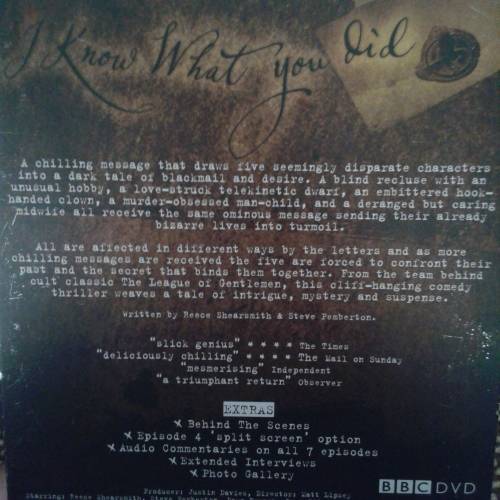 I Know What you Did
A chilling message that draws five seemingly disparate characters
into a dark tale of blackmail and desire. A blind recluse with an
unusual hobby, a love-struck telekinetic dwarf, an embittered hook-
handed clown, a murder-obsessed man-child, and a deranged but caring
midwife all receive the same ominous message sending their already
bizarre lives into turmoil.
All are affected in different ways by the letters and as more
chilling messages are received the five are forced to confront their
past and the secret that binds them together. From the team behind
cult classic The League of Gentlemen, this cliff-hanging comedy
thriller weaves a tale of intrigue, mystery and suspense.
written by Reece Shearsmith & Steve Pemberton.
"slick genius" * * * * The Times
"deliciously chilling" * * * * The Mail on Sunday
"mesmerising" Independent
"a triumphant return" Observer
EXTRAS
Behind The Scenes
Episode 4 'split screen' option
Audio Commentaries on all 7 episodes
Extended Interviews
Photo Gallery
BBC DVD
Producer: Justin Davies, Director: Matt
Starring: Reece Shearsmith, Steve Pemberton,